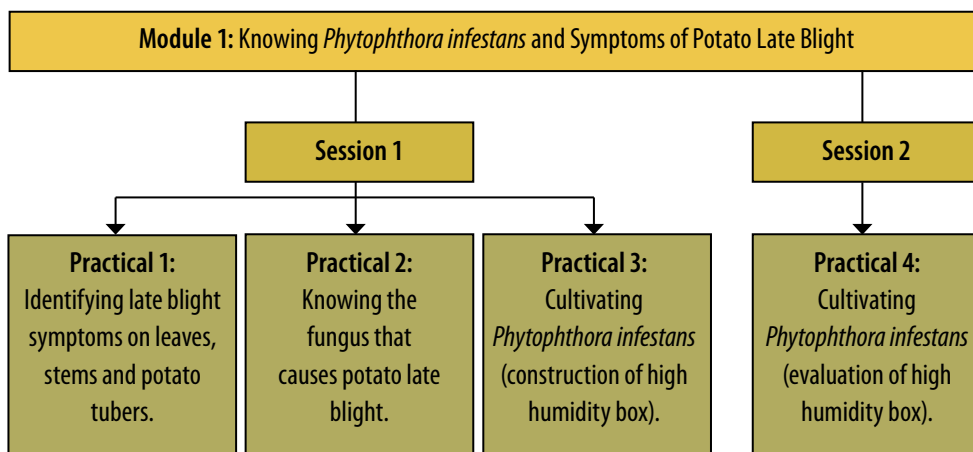 Module 1: Knowing Phytophthora infestans and Symptoms of Potato Late Blight
Session 1
Session 2
Practical 1:
Identifying late blight
symptoms on leaves,
stems and potato
tubers.
Practical 2:
Knowing the
fungus that
causes potato late
blight.
Practical 3:
Cultivating
Phytophthora infestans
(construction of high
humidity box).
Practical 4:
Cultivating
Phytophthora infestans
(evaluation of high
humidity box).